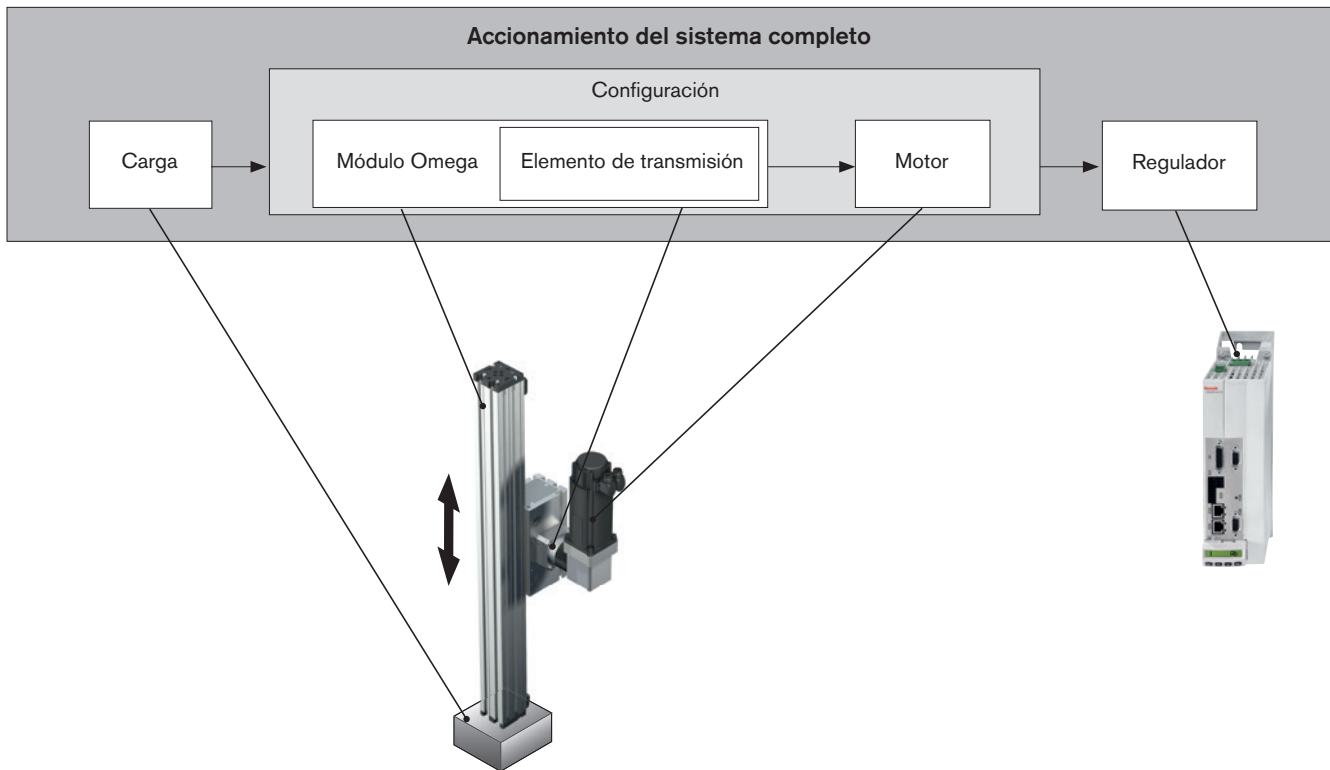 Accionamiento del sistema completo
Configuración
Carga
Módulo Omega
Elemento de transmisión
Motor
Regulador